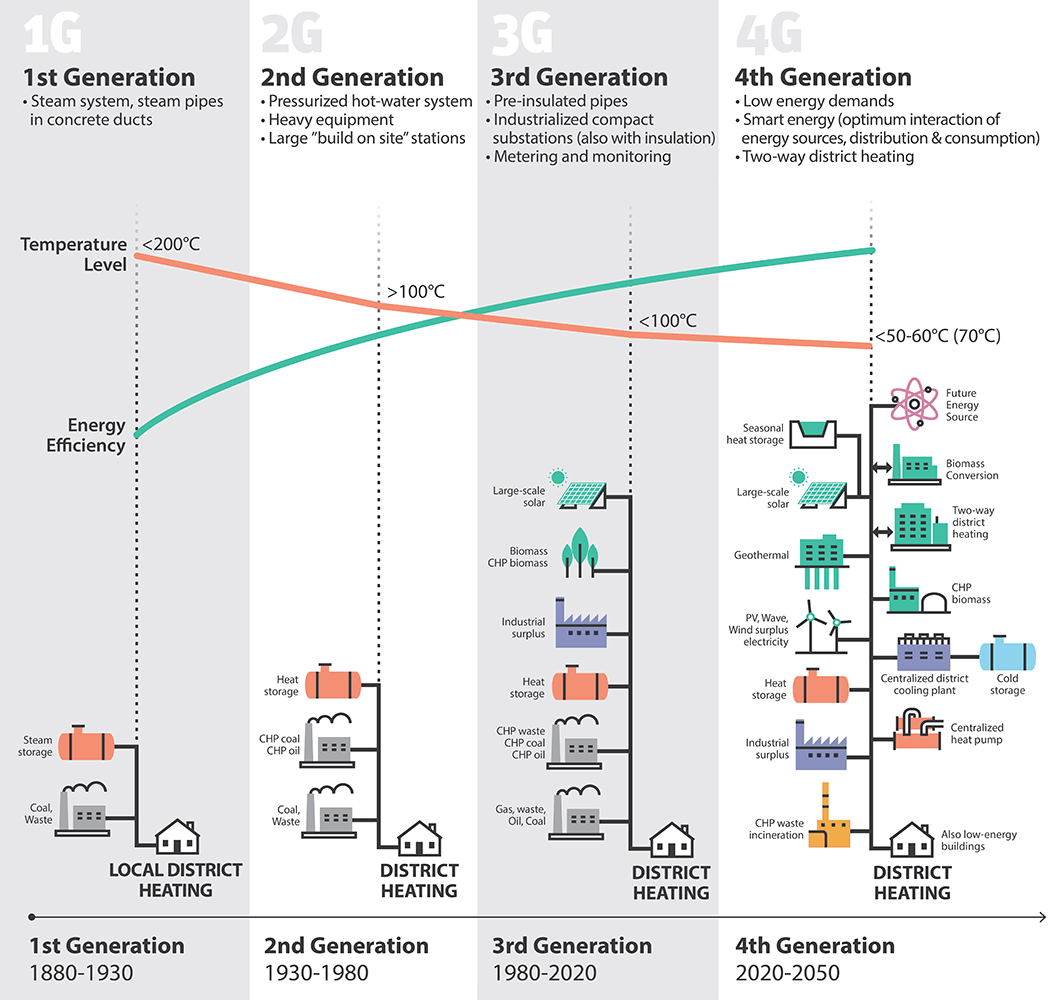 1G
1st Generation
• Steam system, steam pipes
in concrete ducts
2G
2nd Generation
• Pressurized hot-water system
• Heavy equipment
• Large ”build on site” stations
3G
3rd Generation
• Pre-insulated pipes
• Industrialized compact
substations (also with insulation)
• Metering and monitoring
4G
4th Generation
• Low energy demands
• Smart energy (optimum interaction of
energy sources, distribution & consumption)
• Two-way district heating
Temperature
Level
<200°C
>100°C
<100°C
<50-60°C (70°C)
Energy
Efficiency
Steam
storage
Coal,
Waste
LOCAL DISTRICT
HEATING
Heat
storage
CHP coal
CHP oil
Coal,
Waste
DISTRICT
HEATING
Large-scale
solar
Biomass
CHP biomass
Industrial
surplus
Heat
storage
CHP waste
CHP coal
CHP oil
Gas, waste,
Oil, Coal
DISTRICT
HEATING
Seasonal
heat storage
Large-scale
solar
Geothermal
PV, Wave,
Wind surplus
electricity
Heat
storage
Industrial
surplus
CHP waste
incineration
Future
Energy
Source
Biomass
Conversion
Two-way
district
heating
CHP
biomass
Centralized district
cooling plant
Cold
storage
Centralized
heat pump
Also low-energy
buildings
DISTRICT
HEATING
1st Generation
1880-1930
2nd Generation
1930-1980
3rd Generation
1980-2020
4th Generation
2020-2050